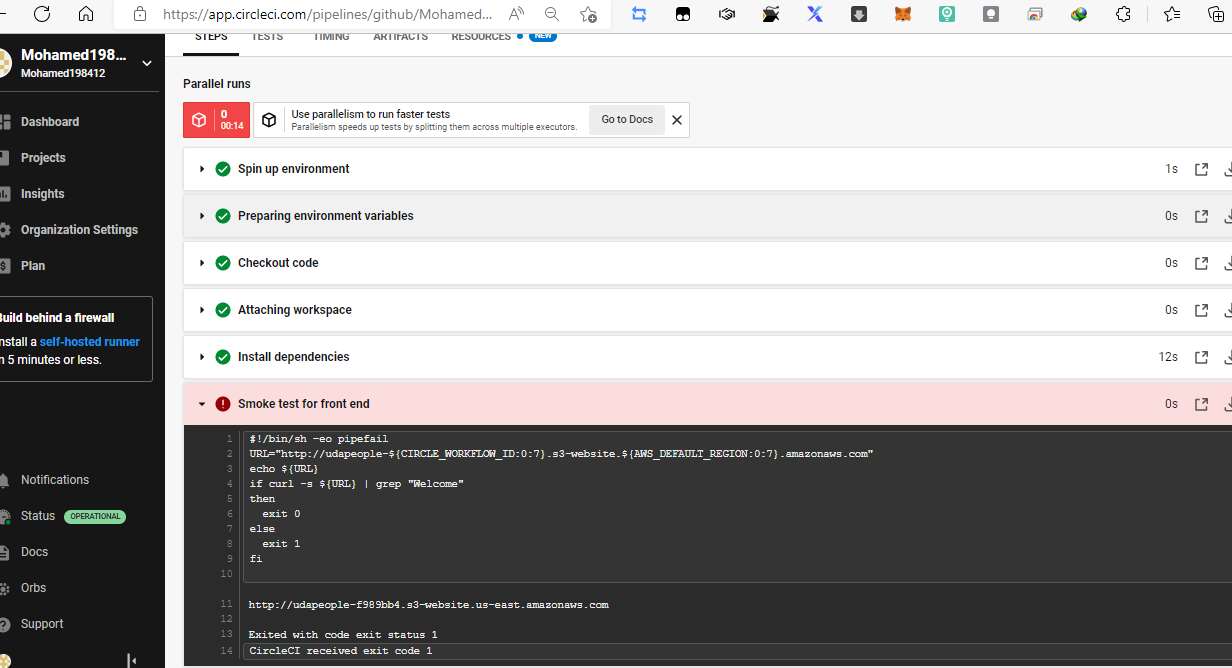 https://app.circleci.com/pipelines/github/Mohamed...
Mohamed198...
Mohamed198412
Dashboard
Projects
Insights
Organization Settings
Plan
Build behind a firewall
Install a self-hosted runner
in 5 minutes or less.
Notifications
Status OPERATIONAL
Docs
Orbs
Support
STEPS TESTS TIMING ARTIFACTS RESOURCES NEW
Parallel runs
0
00:14
Use parallelism to run faster tests
Parallelism speeds up tests by splitting them across multiple executors.
Go to Docs
Spin up environment 1s
Preparing environment variables 0s
Checkout code 0s
Attaching workspace 0s
Install dependencies 12s
Smoke test for front end 0s
1 #!/bin/sh -eo pipefail
2 URL="http://udapeople-${CIRCLE_WORKFLOW_ID:0:7}.s3-website.${AWS_DEFAULT_REGION:0:7}.amazonaws.com"
3 echo ${URL}
4 if curl -s ${URL} | grep "Welcome"
5 then
6 exit 0
7 else
8 exit 1
9 fi
10
11 http://udapeople-f989bb4.s3-website.us-east.amazonaws.com
12
13 Exited with code exit status 1
14 CircleCI received exit code 1